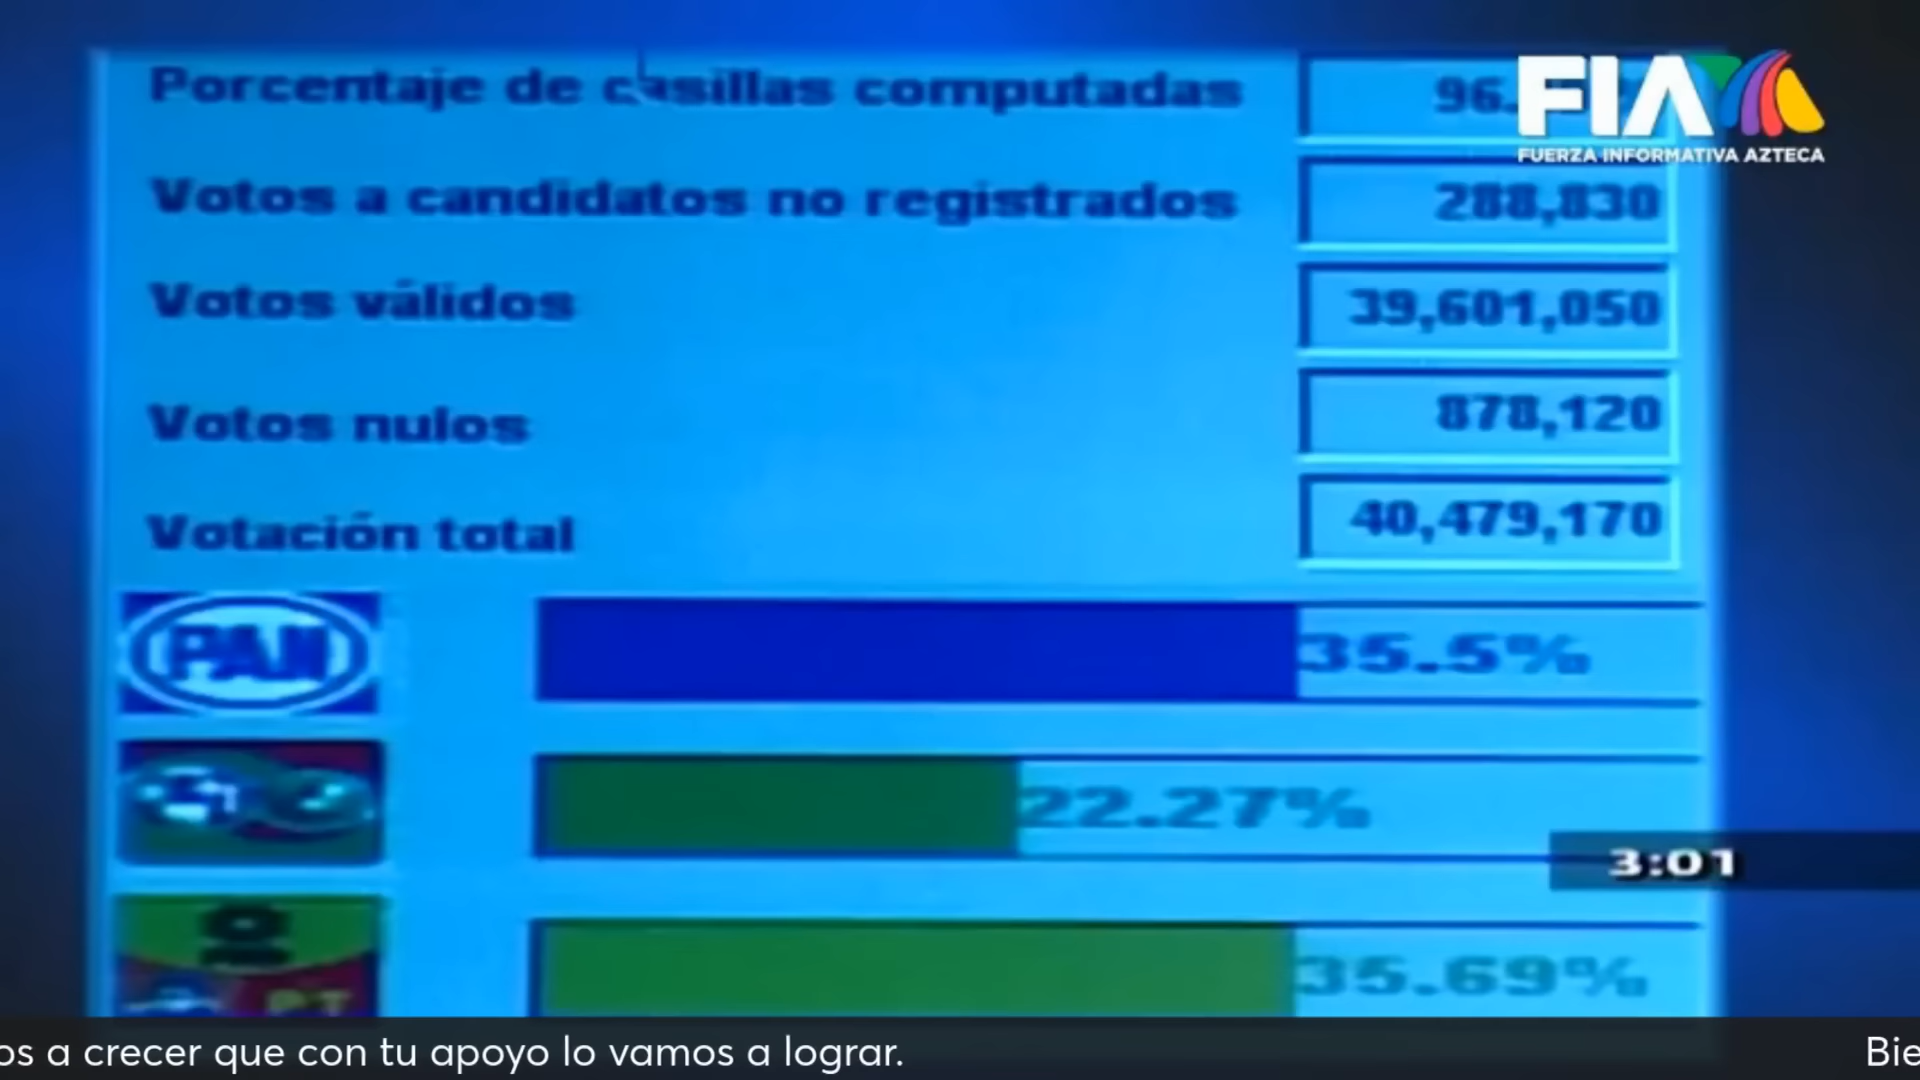 Porcentaje de casillas computadas 96.
FIA
FUERZA INFORMATIVA AZTECA
Votos a candidatos no registrados 288,830
Votos válidos 39,601,050
Votos nulos 878,120
Votación total 40,479,170
PAN 35.5%
22.27%
3:01
35.69%
PT
os a crecer que con tu apoyo lo vamos a lograr. Bie